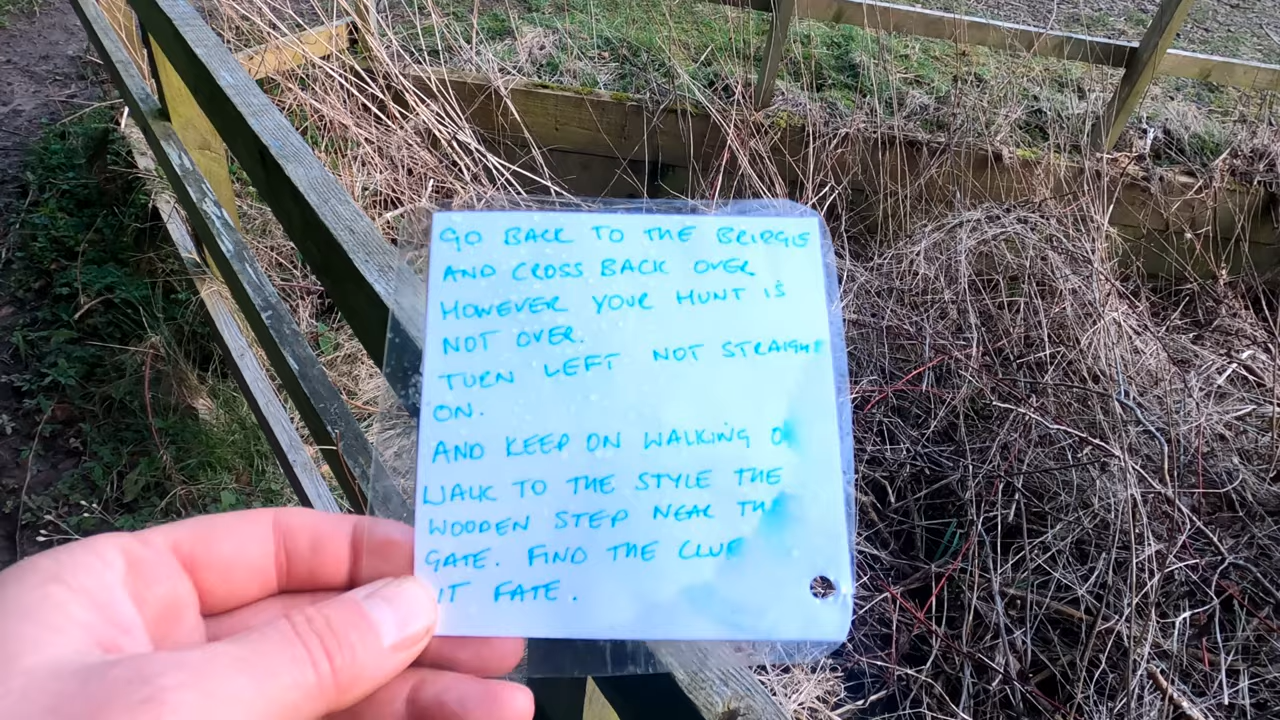 GO BACK TO THE BRIDGE
AND CROSS BACK OVER
HOWEVER YOUR HUNT IS
NOT OVER.
TURN LEFT NOT STRAIGHT
ON.
AND KEEP ON WALKING
WALK TO THE STYLE THE
WOODEN STEP NEAR THE
GATE. FIND THE CLUE
IT FATE.